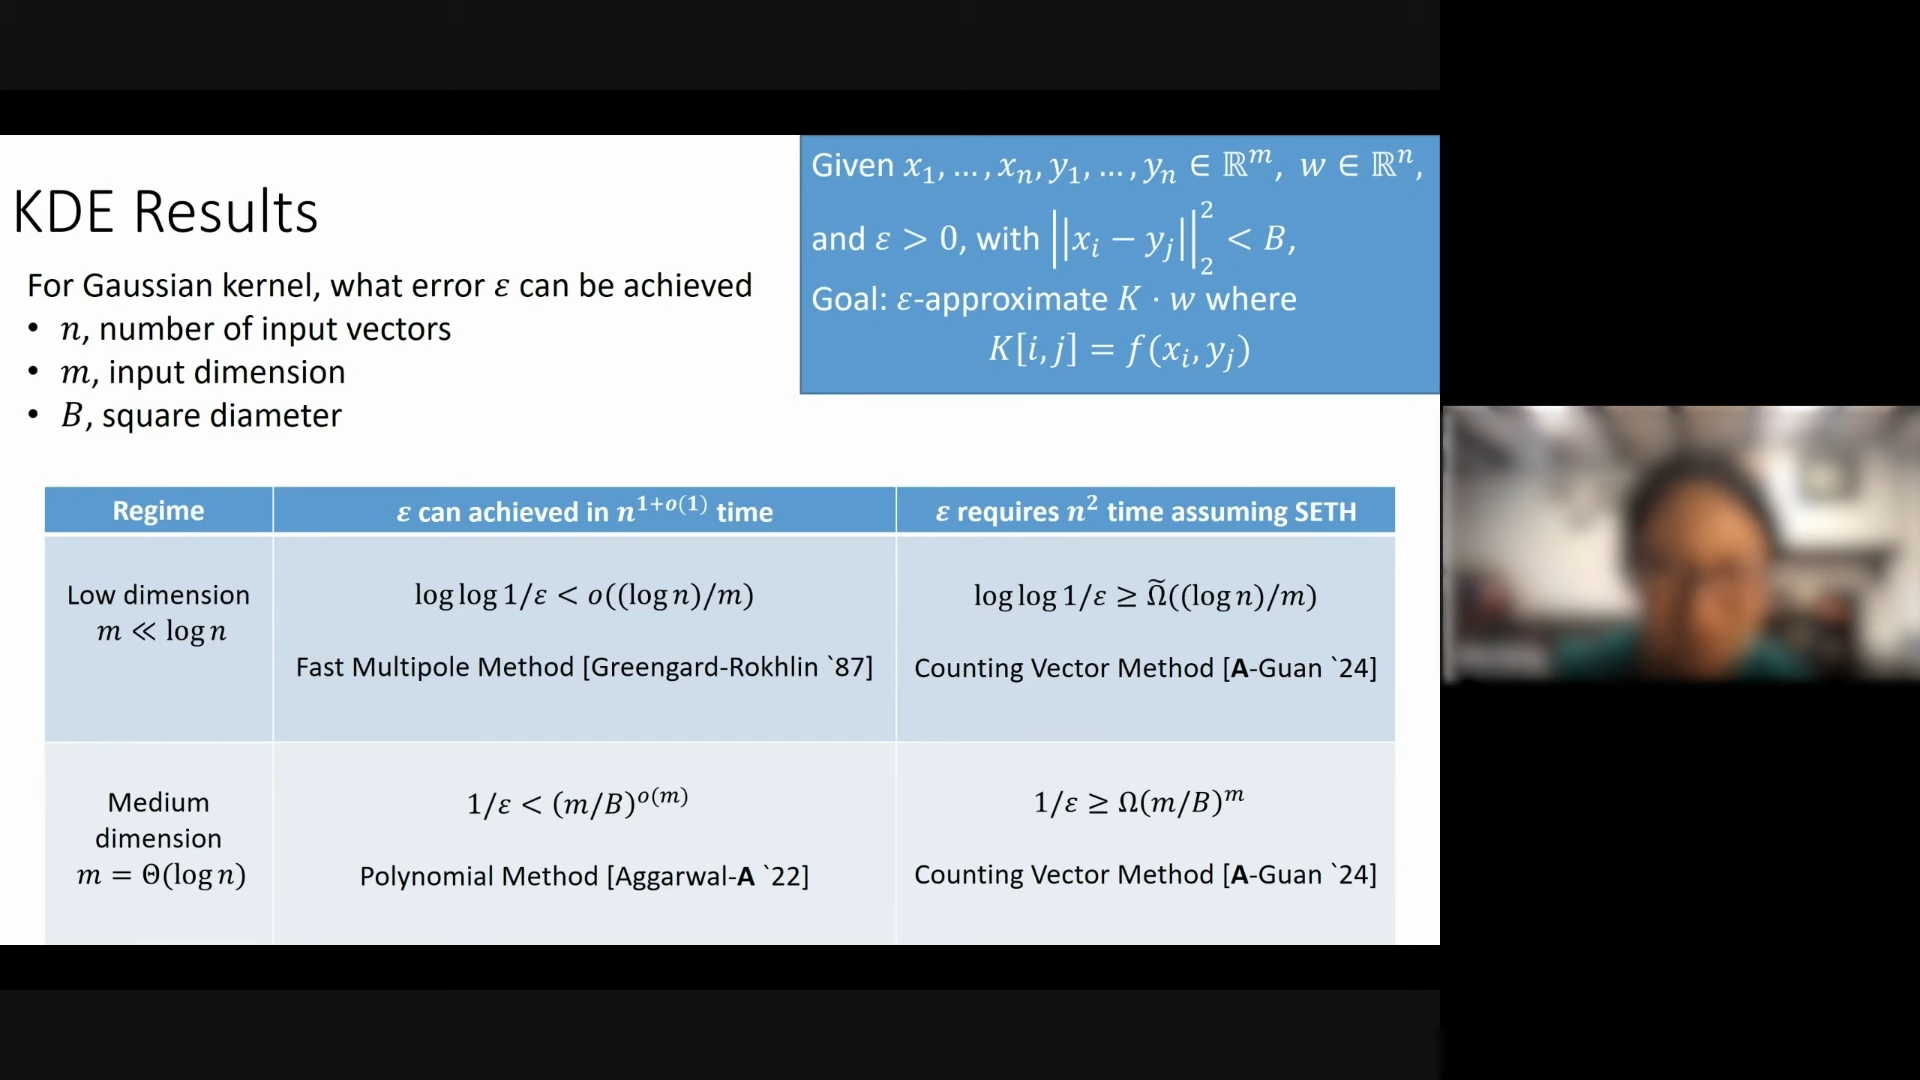 KDE Results
For Gaussian kernel, what error ε can be achieved
• n, number of input vectors
• m, input dimension
• B, square diameter
Given x₁, …, xₙ, y₁, …, yₙ ∈ ℝᵐ, w ∈ ℝⁿ,
and ε > 0, with ||xᵢ − yⱼ||₂² < B,
Goal: ε-approximate K · w where
K[i, j] = f(xᵢ, yⱼ)
Regime
ε can achieved in n^{1+o(1)} time
ε requires n² time assuming SETH
Low dimension
m ≪ log n
log log 1/ε < o((log n)/m)
Fast Multipole Method [Greengard-Rokhlin `87]
log log 1/ε ≥ Ω̃((log n)/m)
Counting Vector Method [A-Guan `24]
Medium
dimension
m = Θ(log n)
1/ε < (m/B)^{o(m)}
Polynomial Method [Aggarwal-A `22]
1/ε ≥ Ω(m/B)^m
Counting Vector Method [A-Guan `24]